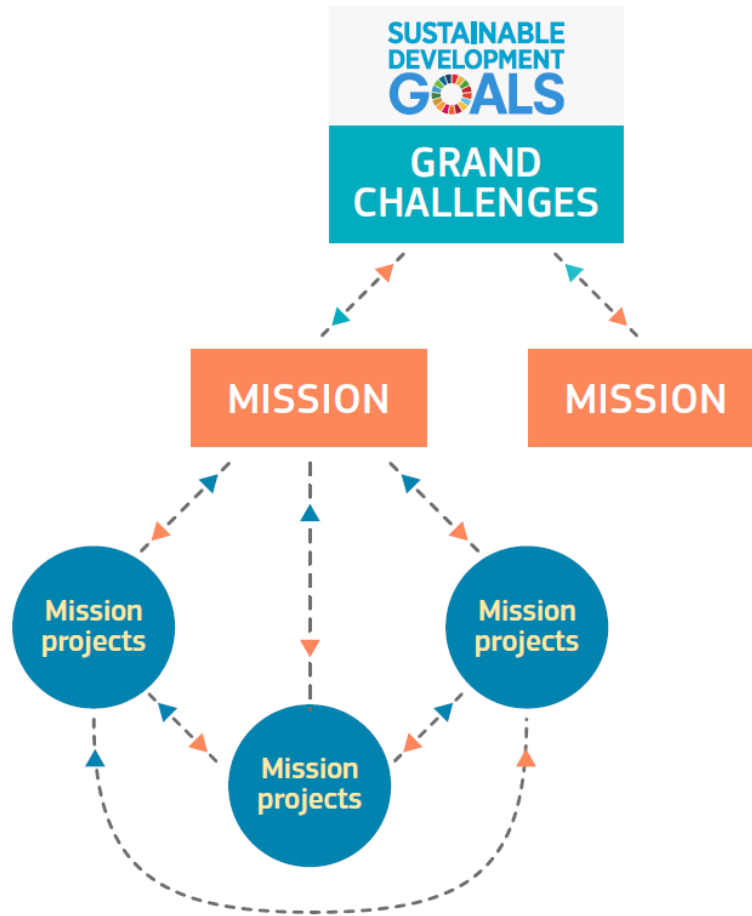 SUSTAINABLE
DEVELOPMENT
GOALS
GRAND
CHALLENGES
MISSION
MISSION
Mission
projects
Mission
projects
Mission
projects